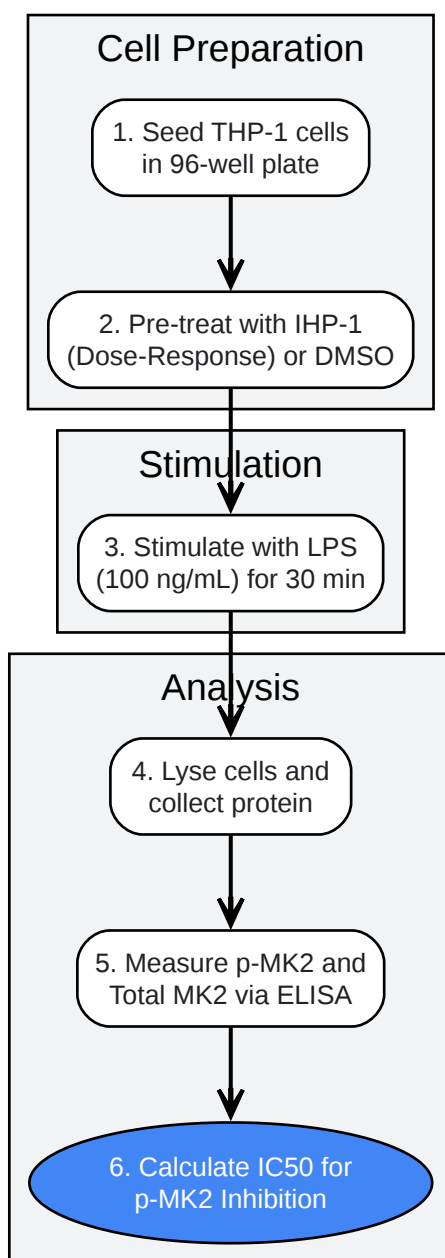 Cell Preparation
1. Seed THP-1 cells
in 96-well plate
2. Pre-treat with IHP-1
(Dose-Response) or DMSO
Stimulation
3. Stimulate with LPS
(100 ng/mL) for 30 min
Analysis
4. Lyse cells and
collect protein
5. Measure p-MK2 and
Total MK2 via ELISA
6. Calculate IC50 for
p-MK2 Inhibition